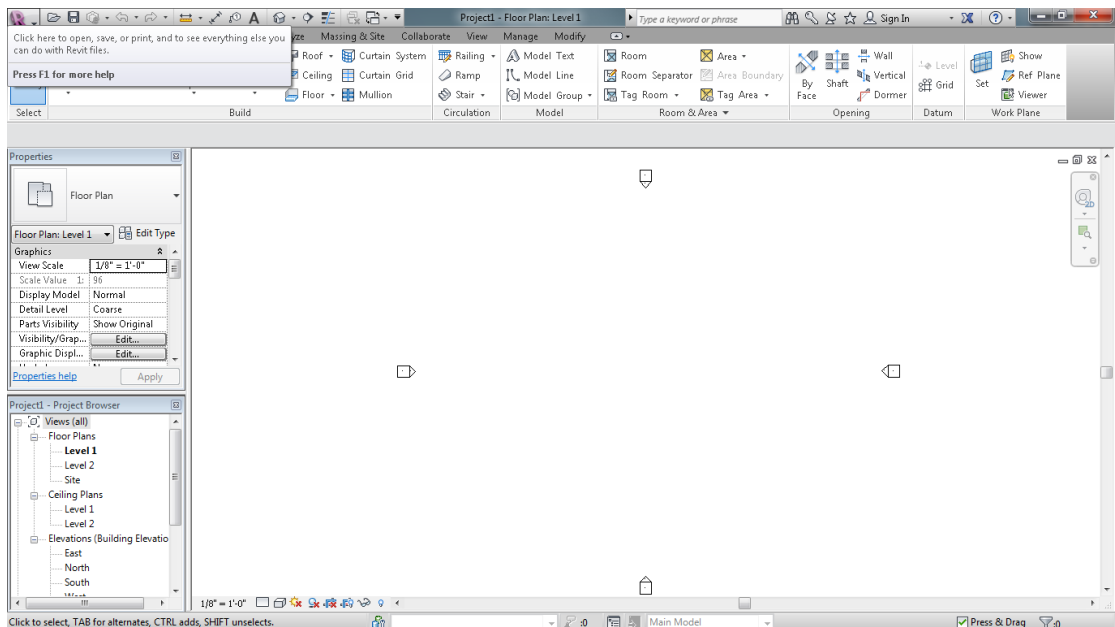 Project1 - Floor Plan: Level 1
Type a keyword or phrase
Sign In
Click here to open, save, or print, and to see everything else you
can do with Revit files.
Press F1 for more help
yze Massing & Site Collaborate View Manage Modify
Roof Curtain System Railing Model Text Room Area Wall Level Show
Ceiling Curtain Grid Ramp Model Line Room Separator Area Boundary By Face Shaft Vertical Grid Set Ref Plane
Floor Mullion Stair Model Group Tag Room Tag Area Dormer Viewer
Select Build Circulation Model Room & Area Opening Datum Work Plane
Properties
Floor Plan
Floor Plan: Level 1 Edit Type
Graphics
View Scale 1/8" = 1'-0"
Scale Value 1: 96
Display Model Normal
Detail Level Coarse
Parts Visibility Show Original
Visibility/Grap... Edit...
Graphic Displ... Edit...
Properties help Apply
Project1 - Project Browser
Views (all)
Floor Plans
Level 1
Level 2
Site
Ceiling Plans
Level 1
Level 2
Elevations (Building Elevatio
East
North
South
West
2D
1/8" = 1'-0"
Click to select, TAB for alternates, CTRL adds, SHIFT unselects.
:0 Main Model Press & Drag :0